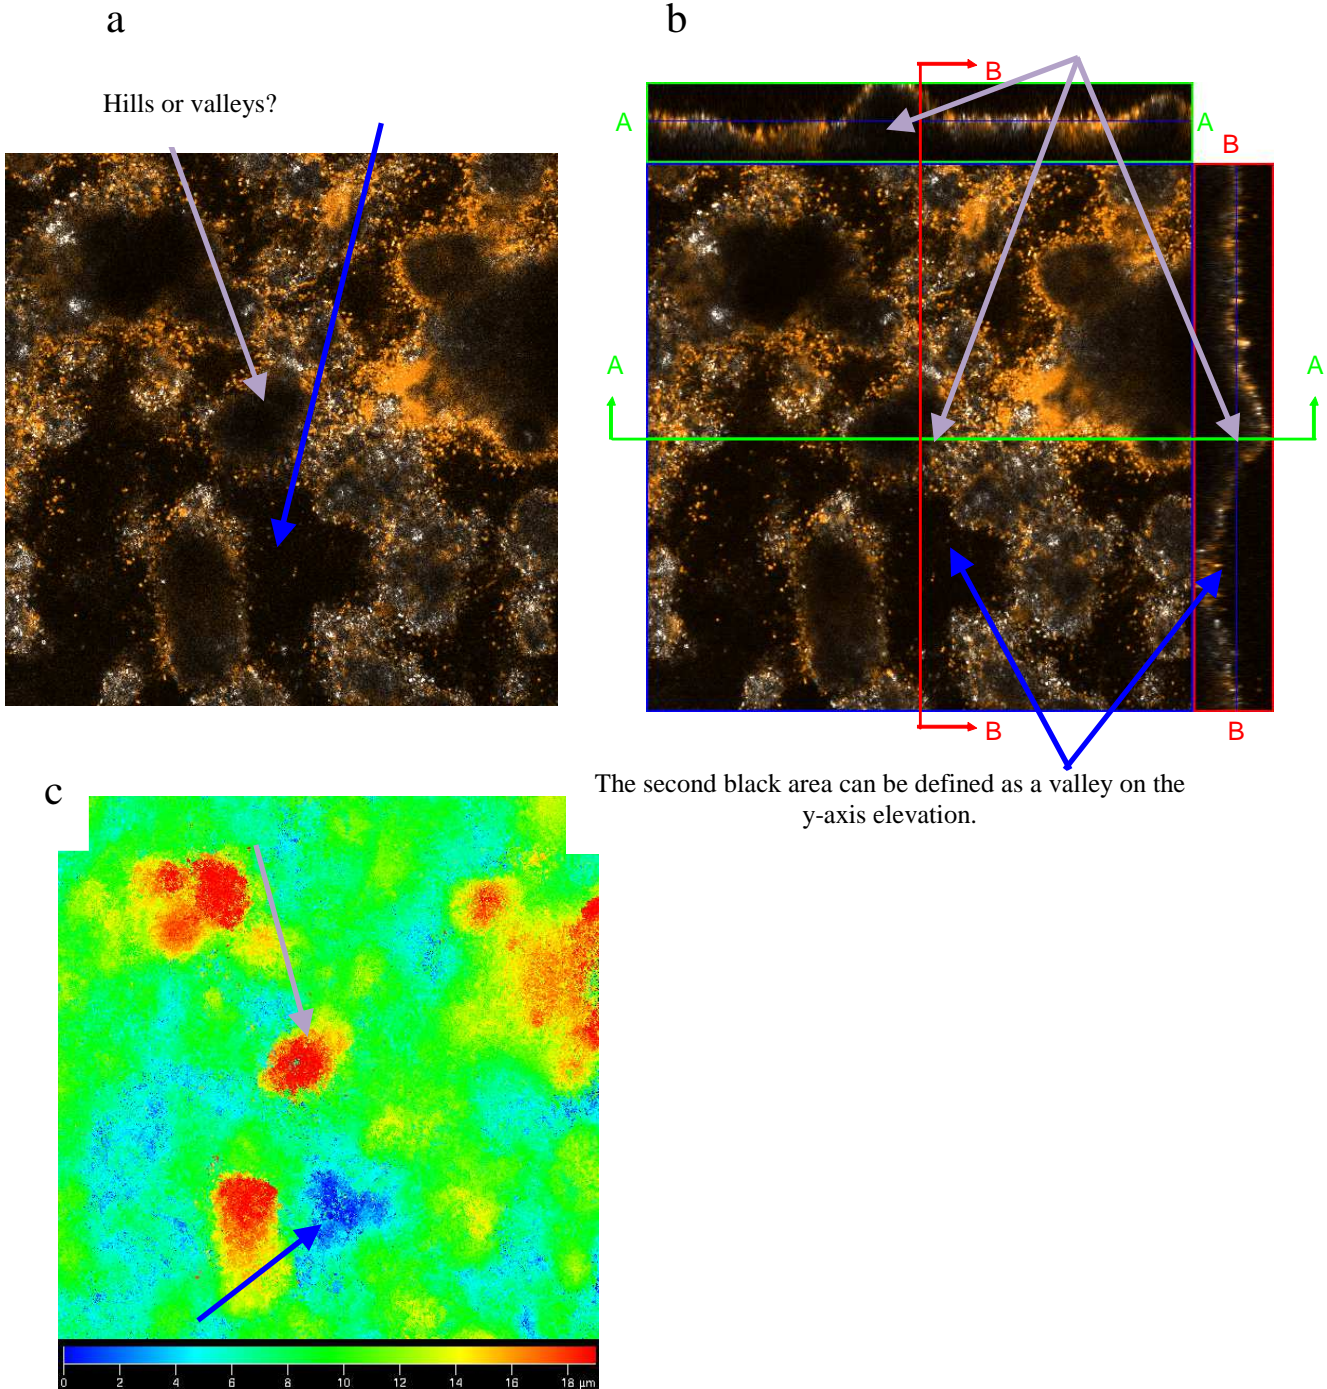 a
b
Hills or valleys?
B
A
A
B
A
A
B
B
The second black area can be defined as a valley on the
y-axis elevation.
c
0 2 4 6 8 10 12 14 16 18 µm